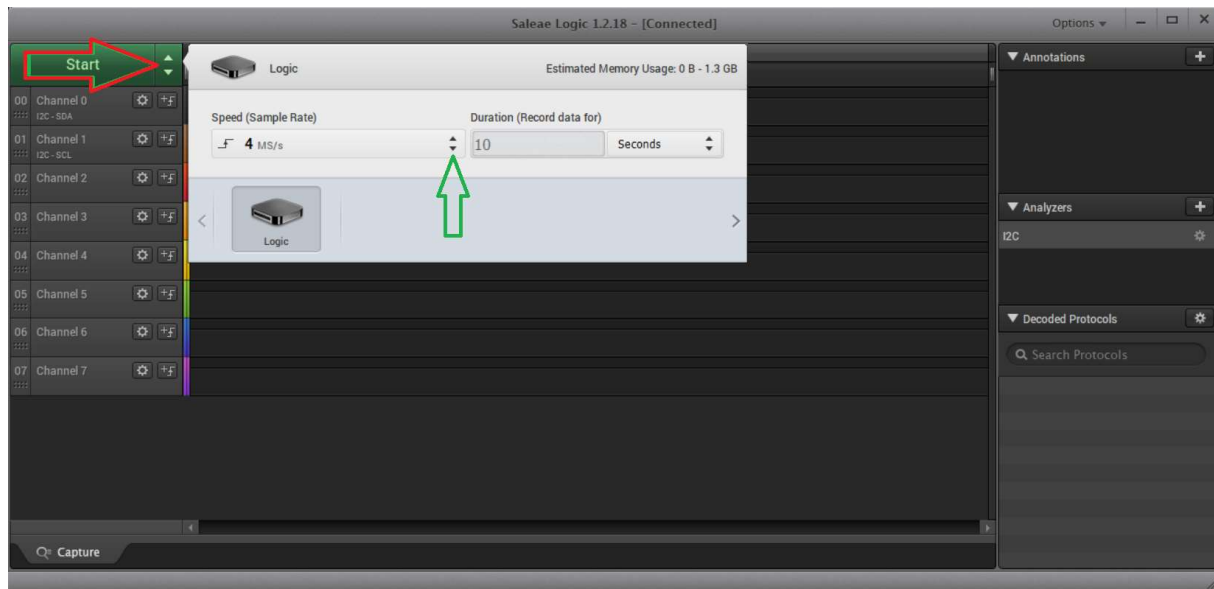 Saleae Logic 1.2.18 - [Connected]
Options
Start
Logic
Estimated Memory Usage: 0 B - 1.3 GB
Speed (Sample Rate)
Duration (Record data for)
4 MS/s
10
Seconds
Logic
00 Channel 0
I2C - SDA
01 Channel 1
I2C - SCL
02 Channel 2
03 Channel 3
04 Channel 4
05 Channel 5
06 Channel 6
07 Channel 7
Capture
Annotations
Analyzers
I2C
Decoded Protocols
Search Protocols